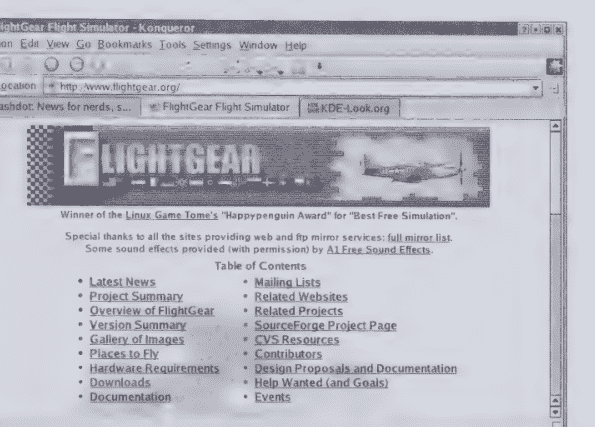 ightGear Flight Simulator - Konqueror
on Edit View Go Bookmarks Tools Settings Window Help
ocation http://www.flightgear.org/
ashdot: News for nerds, s... FlightGear Flight Simulator KDE-Look.org
FLIGHTGEAR
Winner of the Linux Game Tome's "Happypenguin Award" for "Best Free Simulation".
Special thanks to all the sites providing web and ftp mirror services: full mirror list.
Some sound effects provided (with permission) by A1 Free Sound Effects.
Table of Contents
• Latest News
• Project Summary
• Overview of FlightGear
• Version Summary
• Gallery of Images
• Places to Fly
• Hardware Requirements
• Downloads
• Documentation
• Mailing Lists
• Related Websites
• Related Projects
• SourceForge Project Page
• CVS Resources
• Contributors
• Design Proposals and Documentation
• Help Wanted (and Goals)
• Events